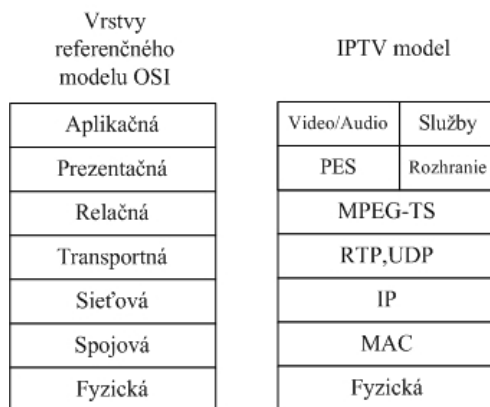 Vrstvy
referenčného
modelu OSI
Aplikačná
Prezentačná
Relačná
Transportná
Sieťová
Spojová
Fyzická
IPTV model
Video/Audio
Služby
PES
Rozhranie
MPEG-TS
RTP,UDP
IP
MAC
Fyzická